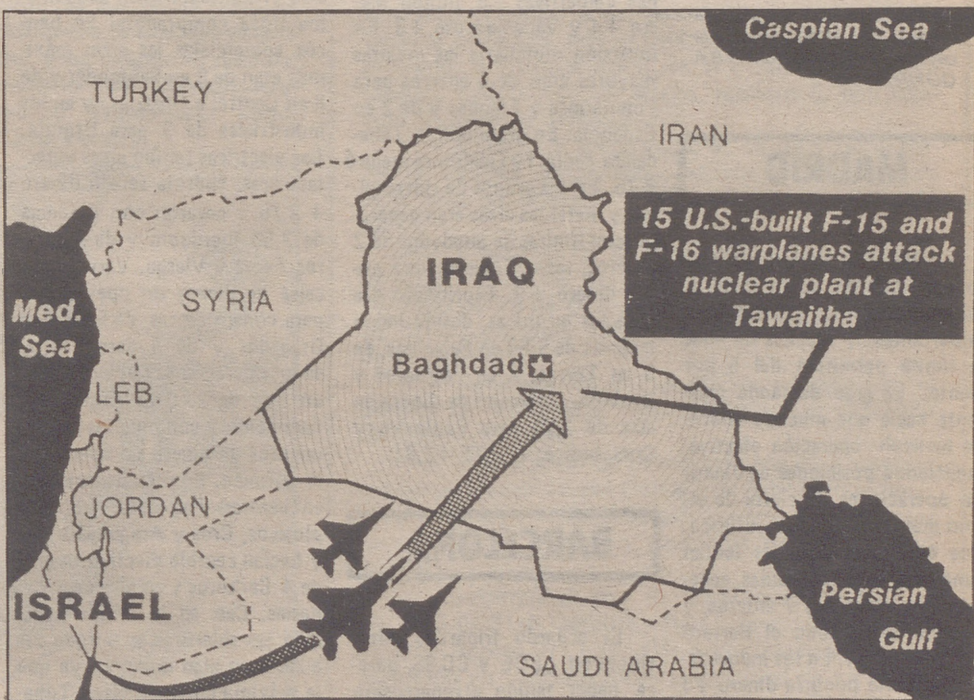 Caspian Sea
TURKEY
IRAN
15 U.S.-built F-15 and
F-16 warplanes attack
nuclear plant at
Tawaitha
IRAQ
SYRIA
Med.
Sea
Baghdad
LEB.
JORDAN
ISRAEL
Persian
Gulf
SAUDI ARABIA